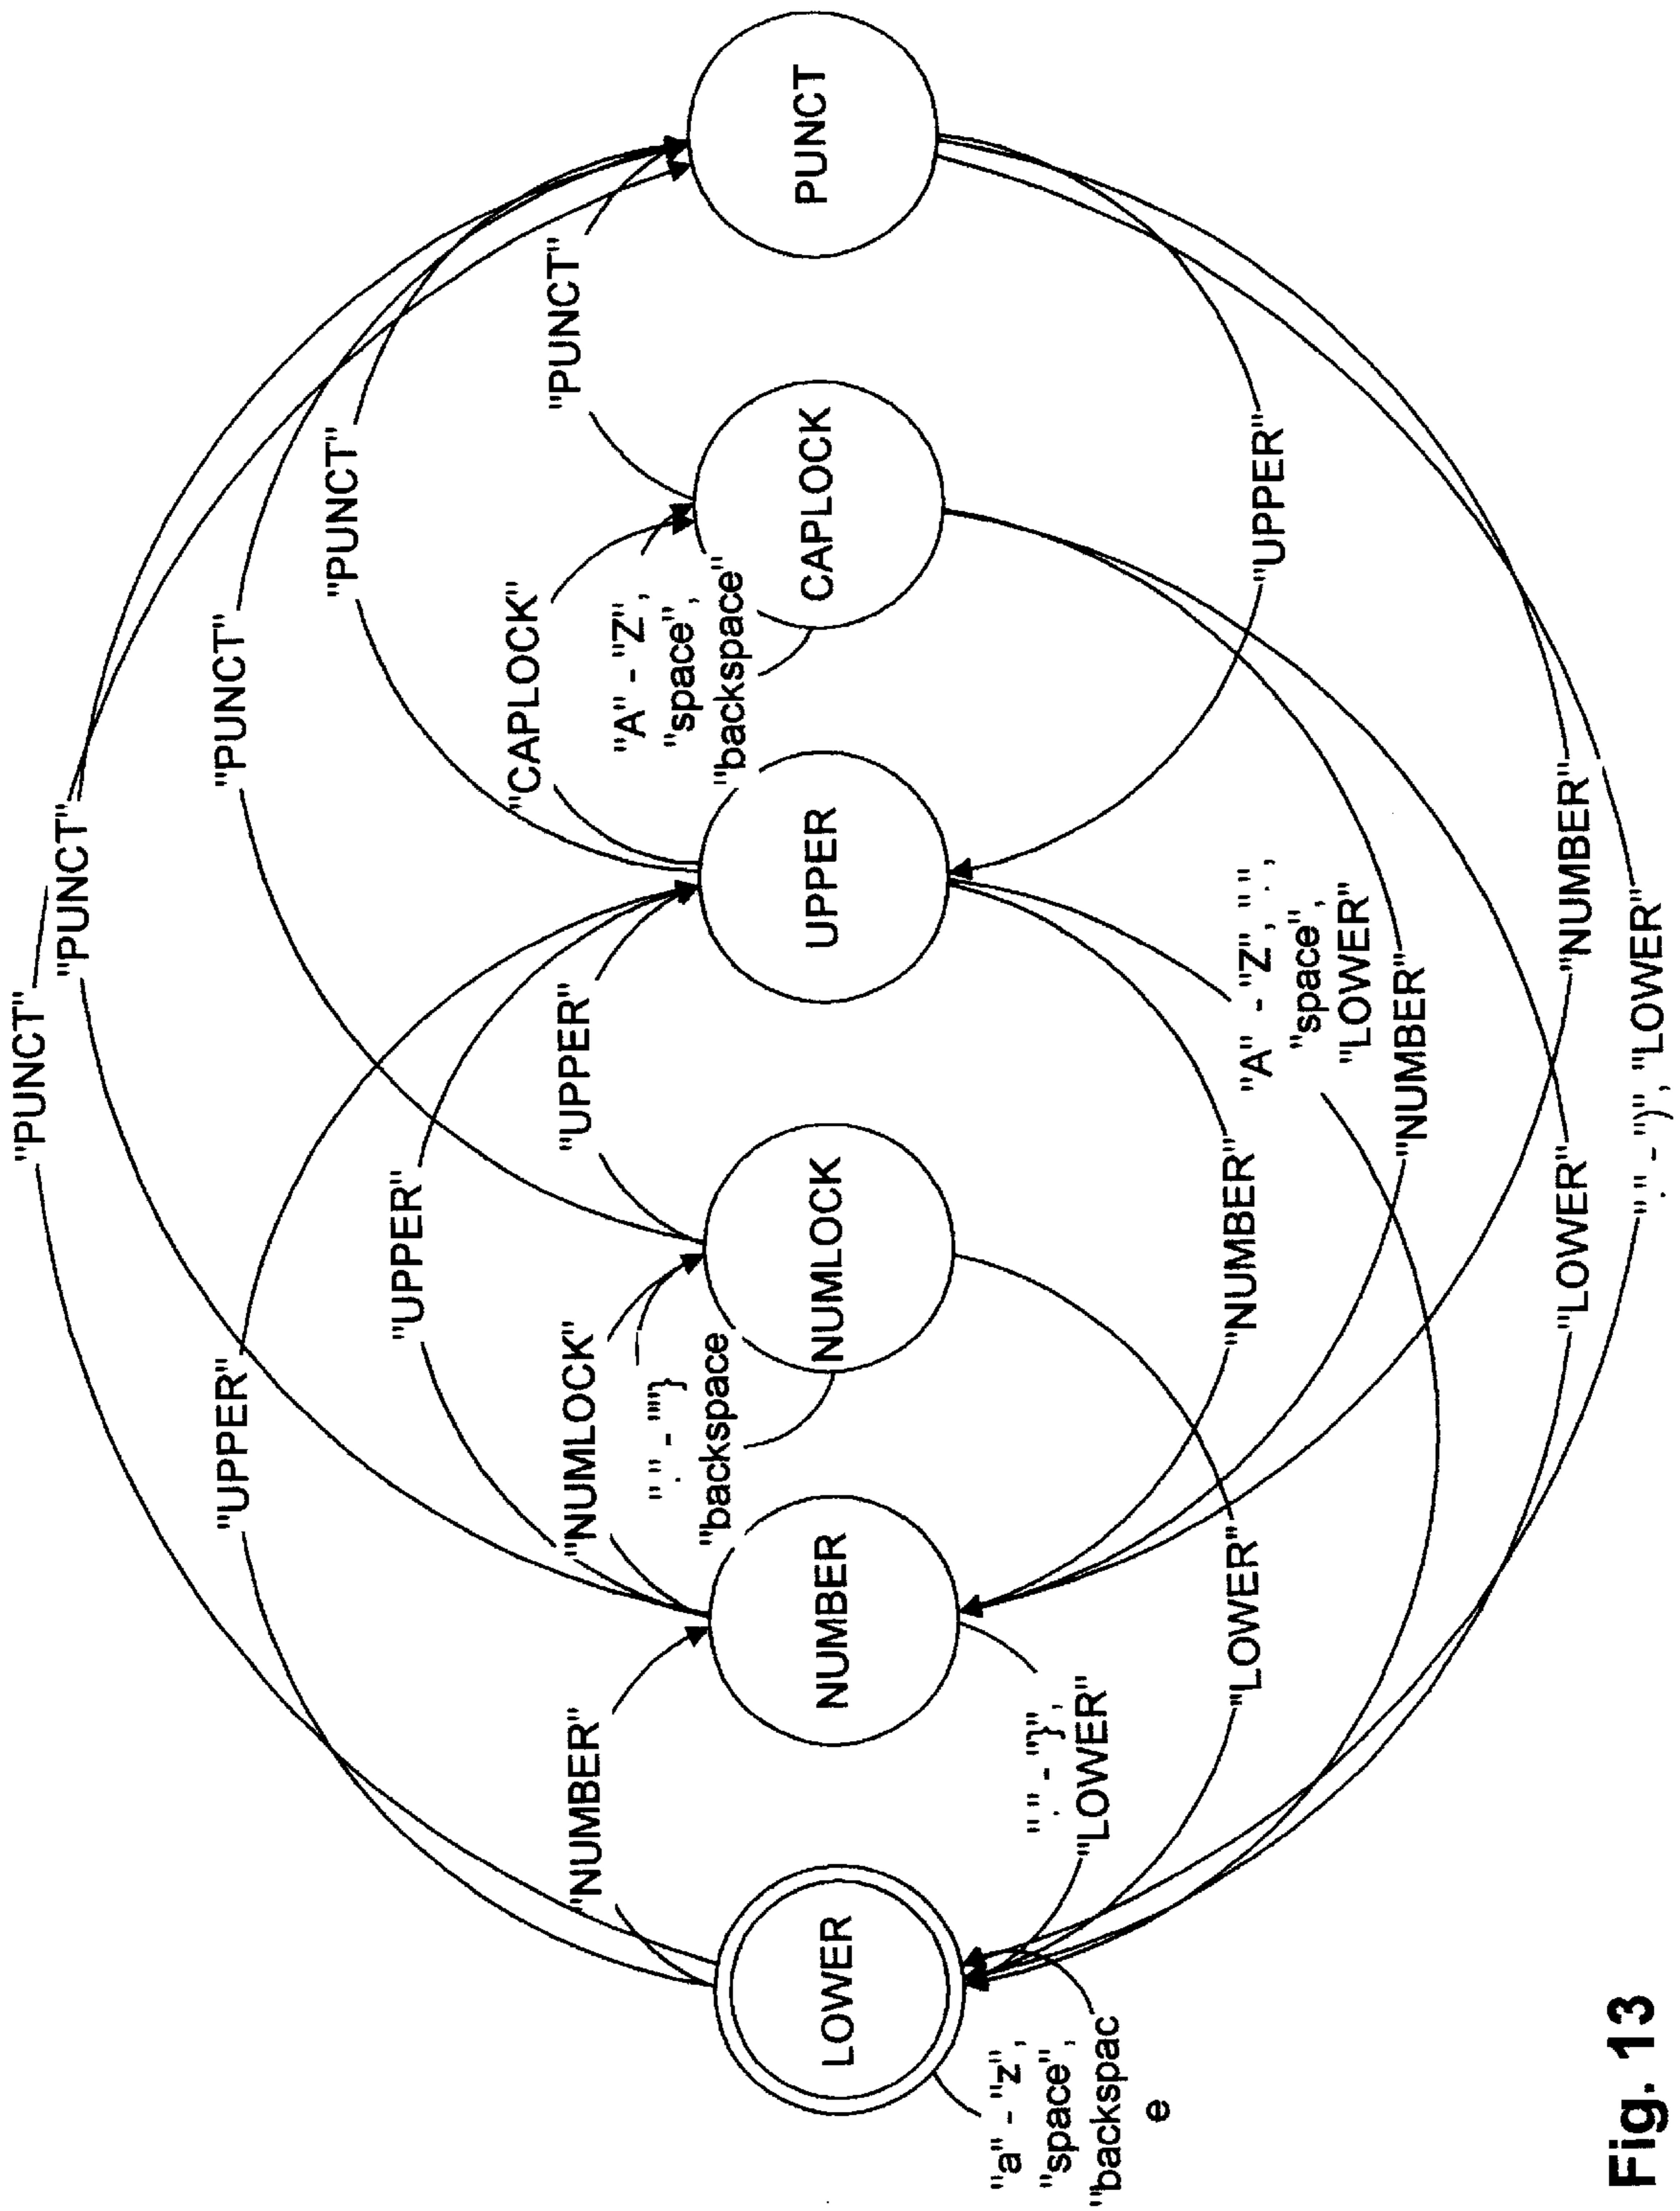 "PUNCT"
"PUNCT"
"PUNCT"
"UPPER"
"PUNCT"
"UPPER"
"CAPLOCK"
"PUNCT"
"UPPER"
"NUMLOCK"
"NUMBER"
"A" - "Z",
"space",
"backspace"
"." - ""}
"backspace
LOWER
NUMBER
NUMLOCK
UPPER
CAPLOCK
PUNCT
"a" - "z",
"space",
"backspac
e
"." - "}",
"LOWER"
"LOWER"
"NUMBER"
"A" - "Z", ".",
"space",
"LOWER"
"UPPER"
"NUMBER"
"LOWER"
"NUMBER"
"." - ")", "LOWER"
Fig. 13